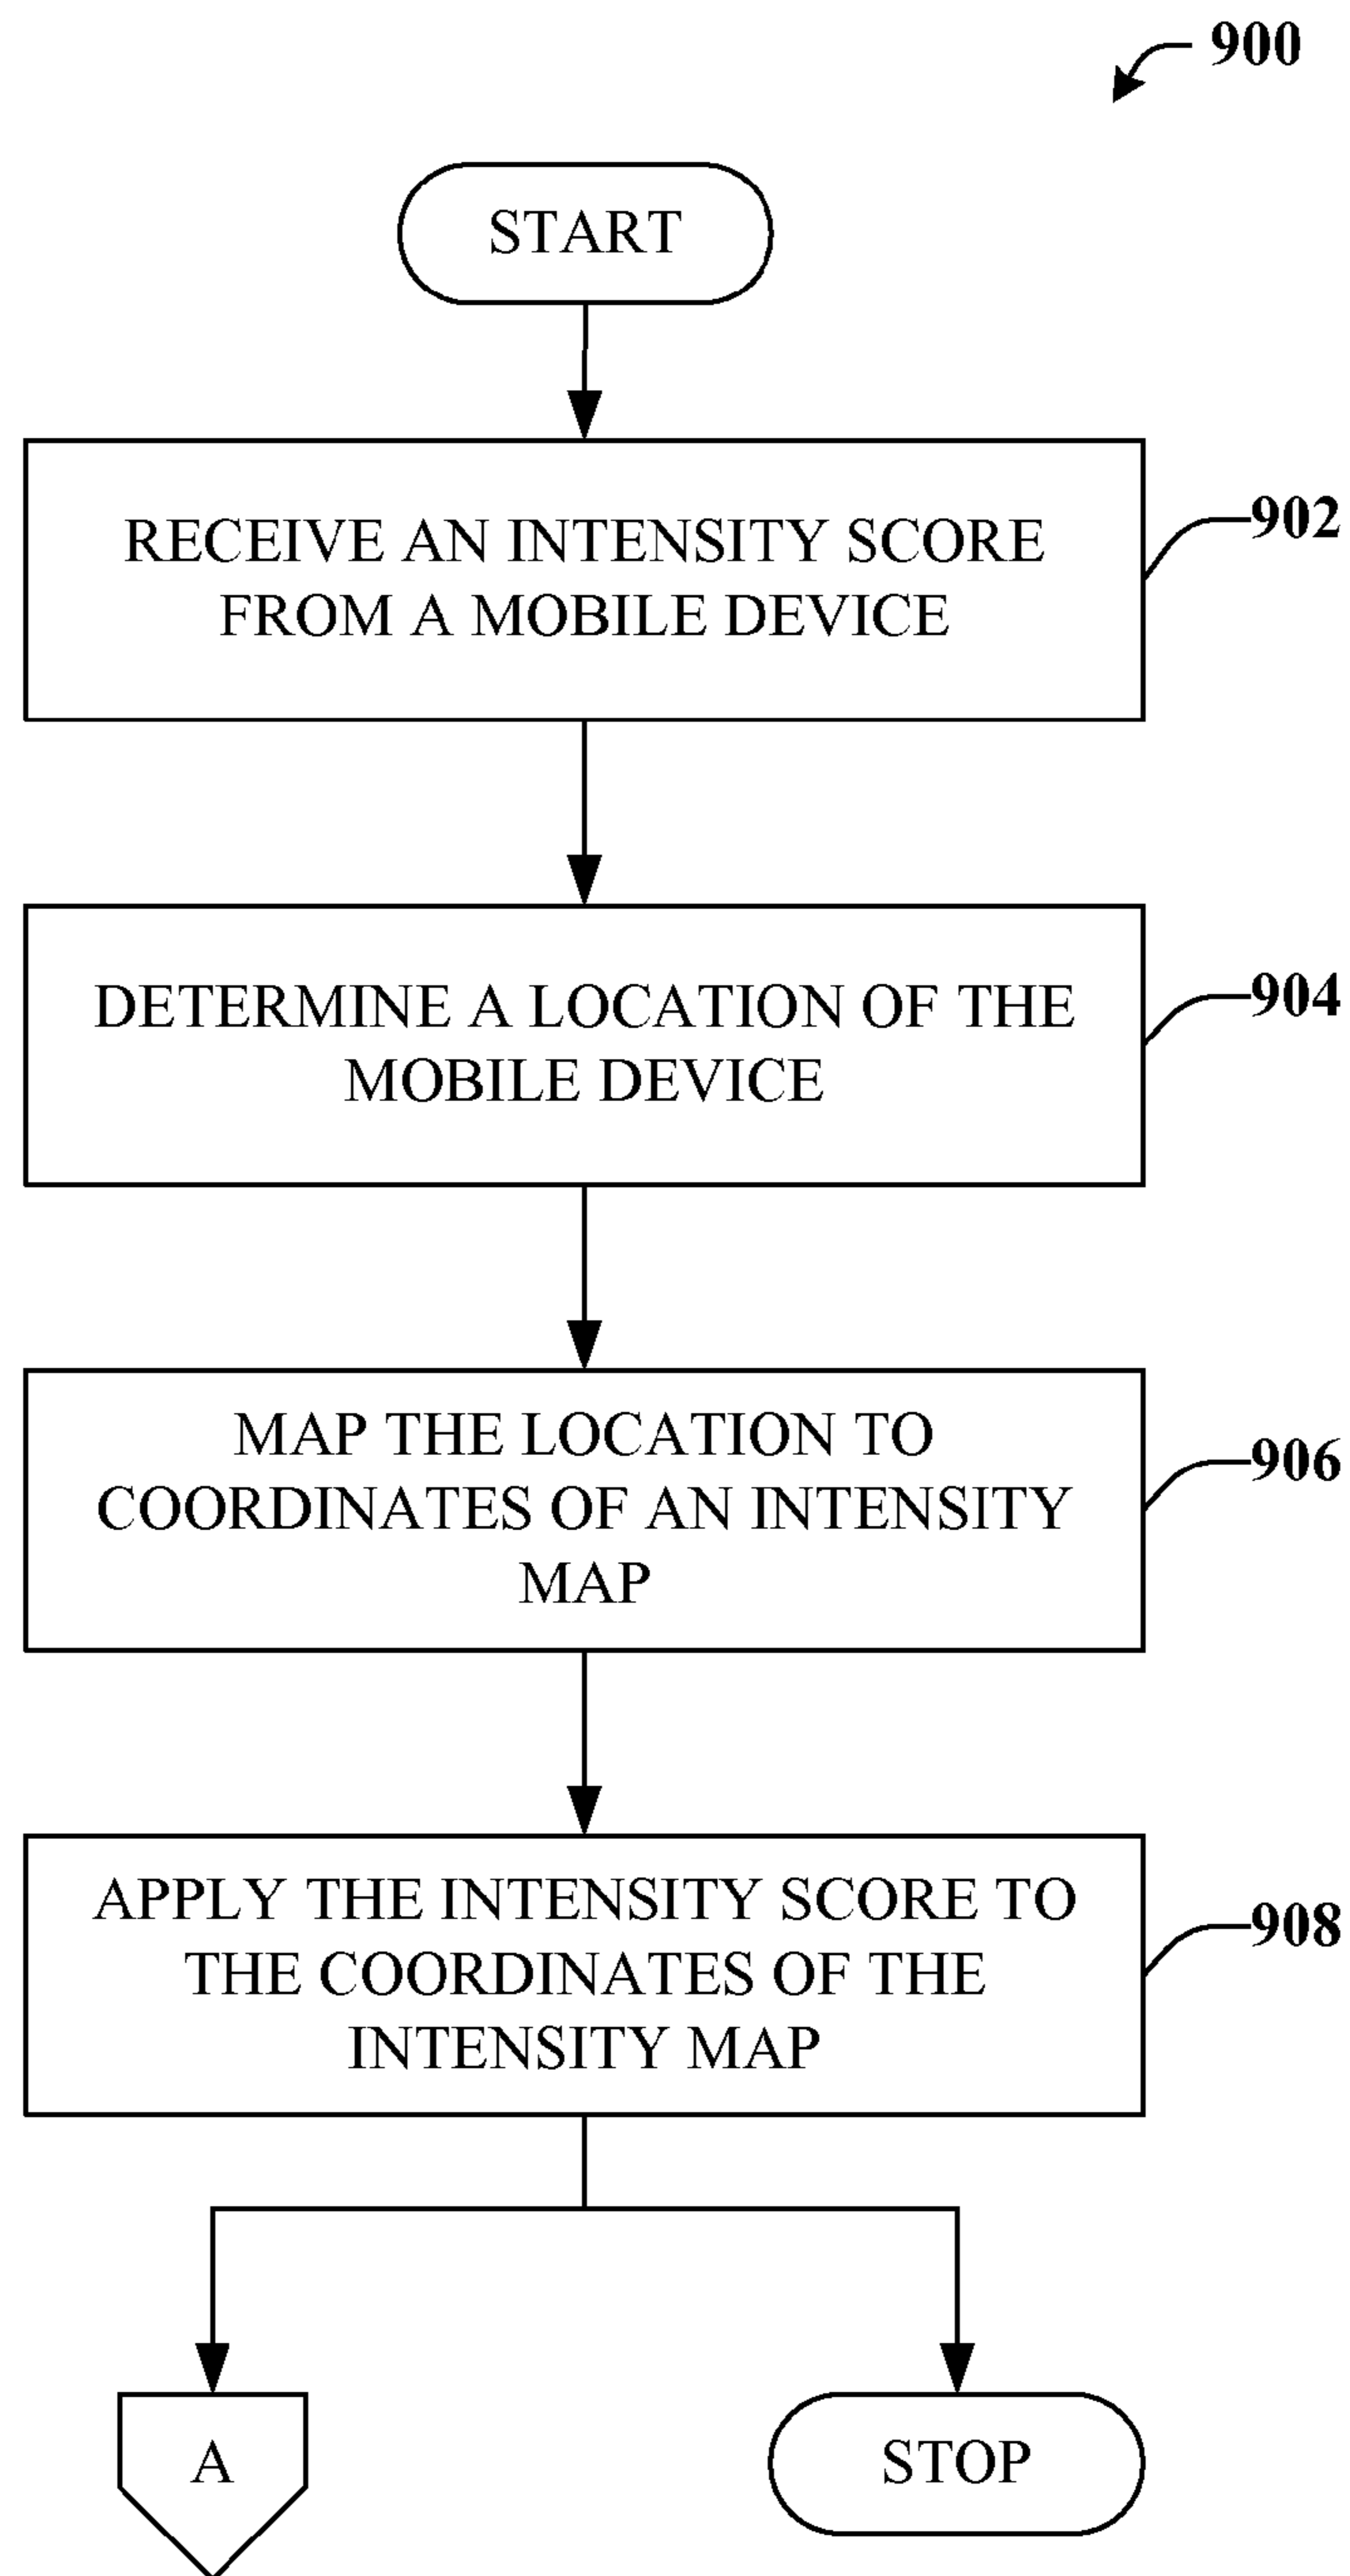 900
START
RECEIVE AN INTENSITY SCORE
FROM A MOBILE DEVICE
902
DETERMINE A LOCATION OF THE
MOBILE DEVICE
904
MAP THE LOCATION TO
COORDINATES OF AN INTENSITY
MAP
906
APPLY THE INTENSITY SCORE TO
THE COORDINATES OF THE
INTENSITY MAP
908
A
STOP